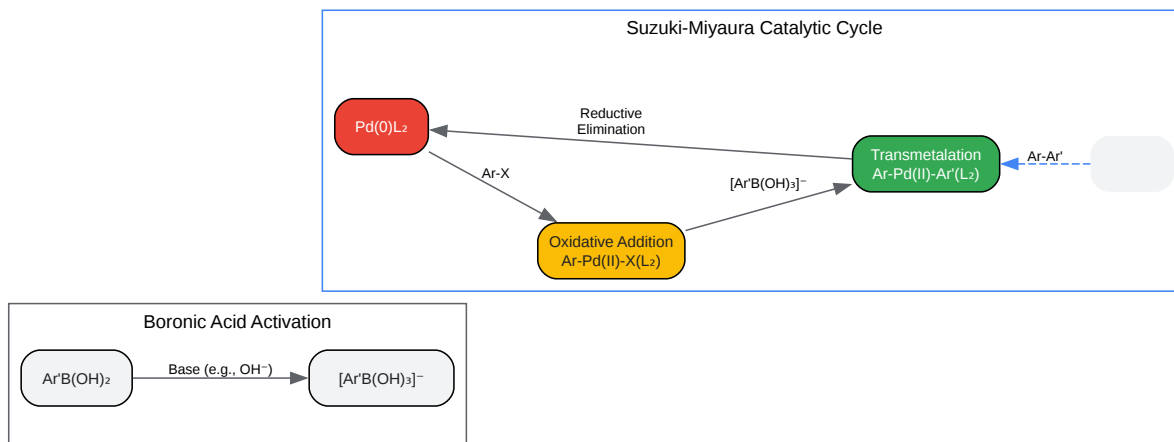 Suzuki-Miyaura Catalytic Cycle
Pd(0)L₂
Reductive
Elimination
Ar-X
Oxidative Addition
Ar-Pd(II)-X(L₂)
[Ar'B(OH)₃]⁻
Transmetalation
Ar-Pd(II)-Ar'(L₂)
Ar-Ar'
Boronic Acid Activation
Ar'B(OH)₂
Base (e.g., OH⁻)
[Ar'B(OH)₃]⁻